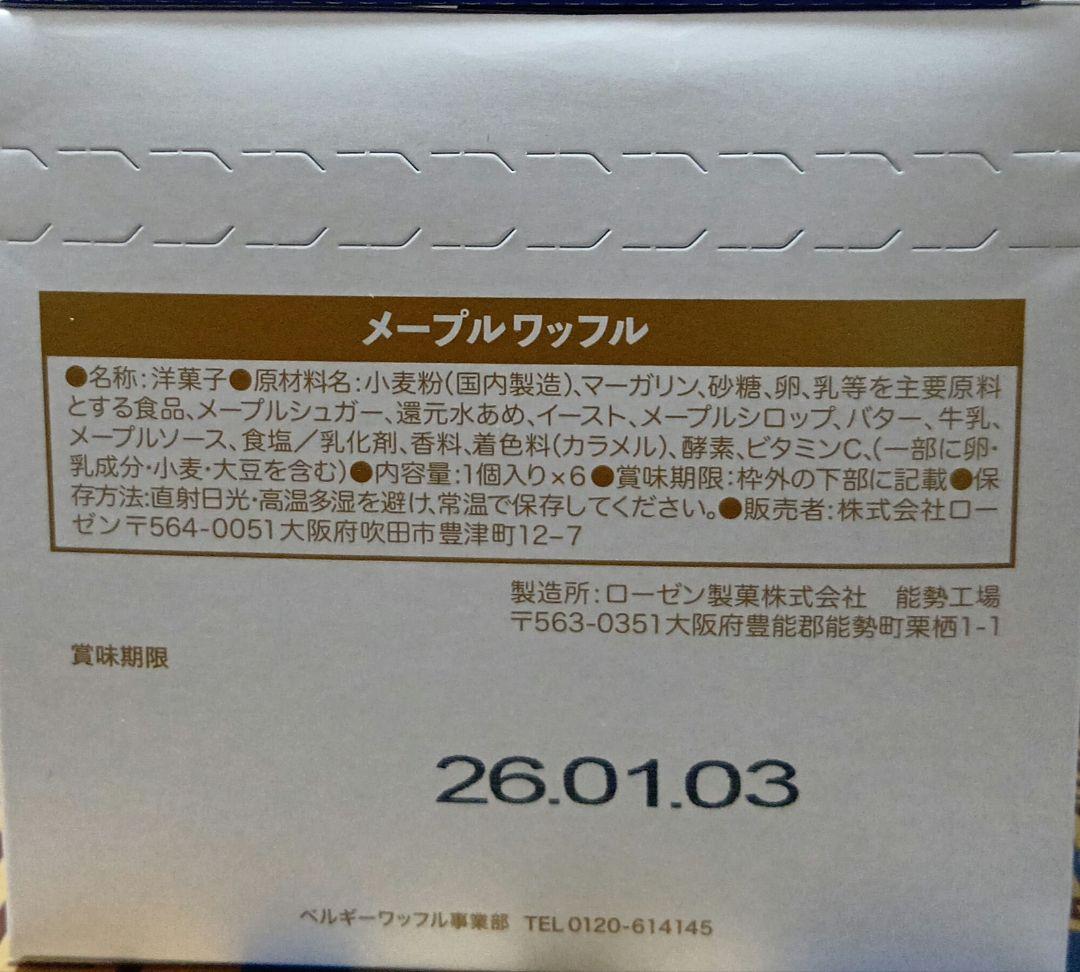 メープルワッフル
●名称:洋菓子●原材料名:小麦粉(国内製造)、マーガリン、砂糖、卵、乳等を主要原料
とする食品、メープルシュガー、還元水あめ、イースト、メープルシロップ、バター、牛乳、
メープルソース、食塩/乳化剤、香料、着色料(カラメル)、酵素、ビタミンC、(一部に卵・
乳成分・小麦・大豆を含む)●内容量:1個入り×6●賞味期限:枠外の下部に記載●保
存方法:直射日光・高温多湿を避け、常温で保存してください。●販売者:株式会社ロー
ゼン〒564-0051大阪府吹田市豊津町12-7
製造所:ローゼン製菓株式会社 能勢工場
〒563-0351大阪府豊能郡能勢町栗栖1-1
賞味期限
26.01.03
ベルギーワッフル事業部 TEL0120-614145